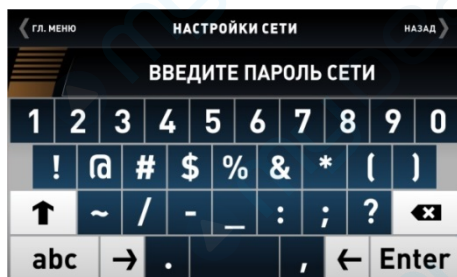 ГЛ. МЕНЮ НАСТРОЙКИ СЕТИ НАЗАД
ВВЕДИТЕ ПАРОЛЬ СЕТИ
1 2 3 4 5 6 7 8 9 0
! @ # $ % & * ( )
~ / - _ : ; ?
abc → . , ← Enter